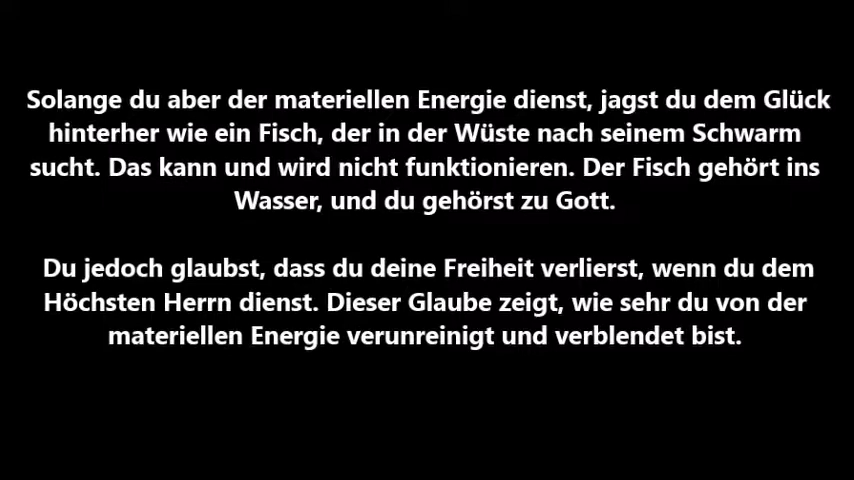 Solange du aber der materiellen Energie dienst, jagst du dem Glück
hinterher wie ein Fisch, der in der Wüste nach seinem Schwarm
sucht. Das kann und wird nicht funktionieren. Der Fisch gehört ins
Wasser, und du gehörst zu Gott.
Du jedoch glaubst, dass du deine Freiheit verlierst, wenn du dem
Höchsten Herrn dienst. Dieser Glaube zeigt, wie sehr du von der
materiellen Energie verunreinigt und verblendet bist.